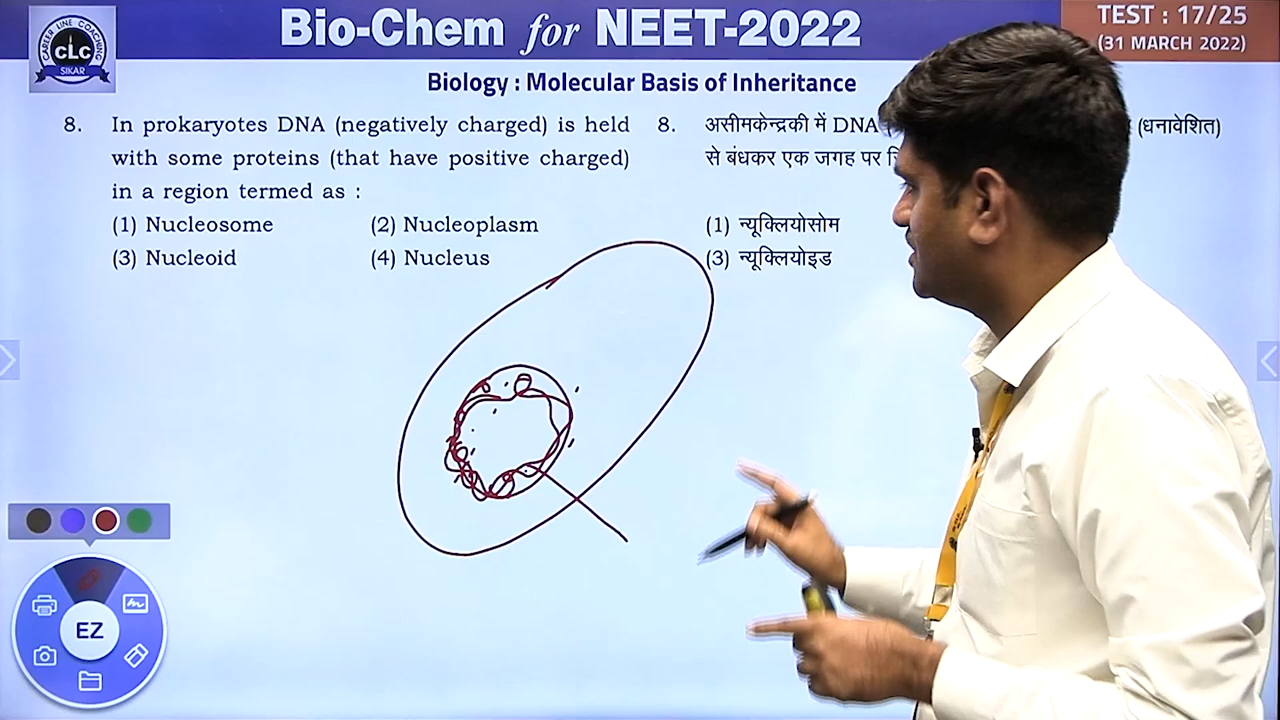 Bio-Chem for NEET-2022
TEST : 17/25
(31 MARCH 2022)
CAREER LINE COACHING
CLC
SIKAR
Biology : Molecular Basis of Inheritance
8. In prokaryotes DNA (negatively charged) is held
with some proteins (that have positive charged)
in a region termed as :
(1) Nucleosome (2) Nucleoplasm
(3) Nucleoid (4) Nucleus
8. असीमकेन्द्रकी में DNA (धनावेशित)
से बंधकर एक जगह पर
(1) न्यूक्लियोसोम
(3) न्यूक्लियोइड
EZ